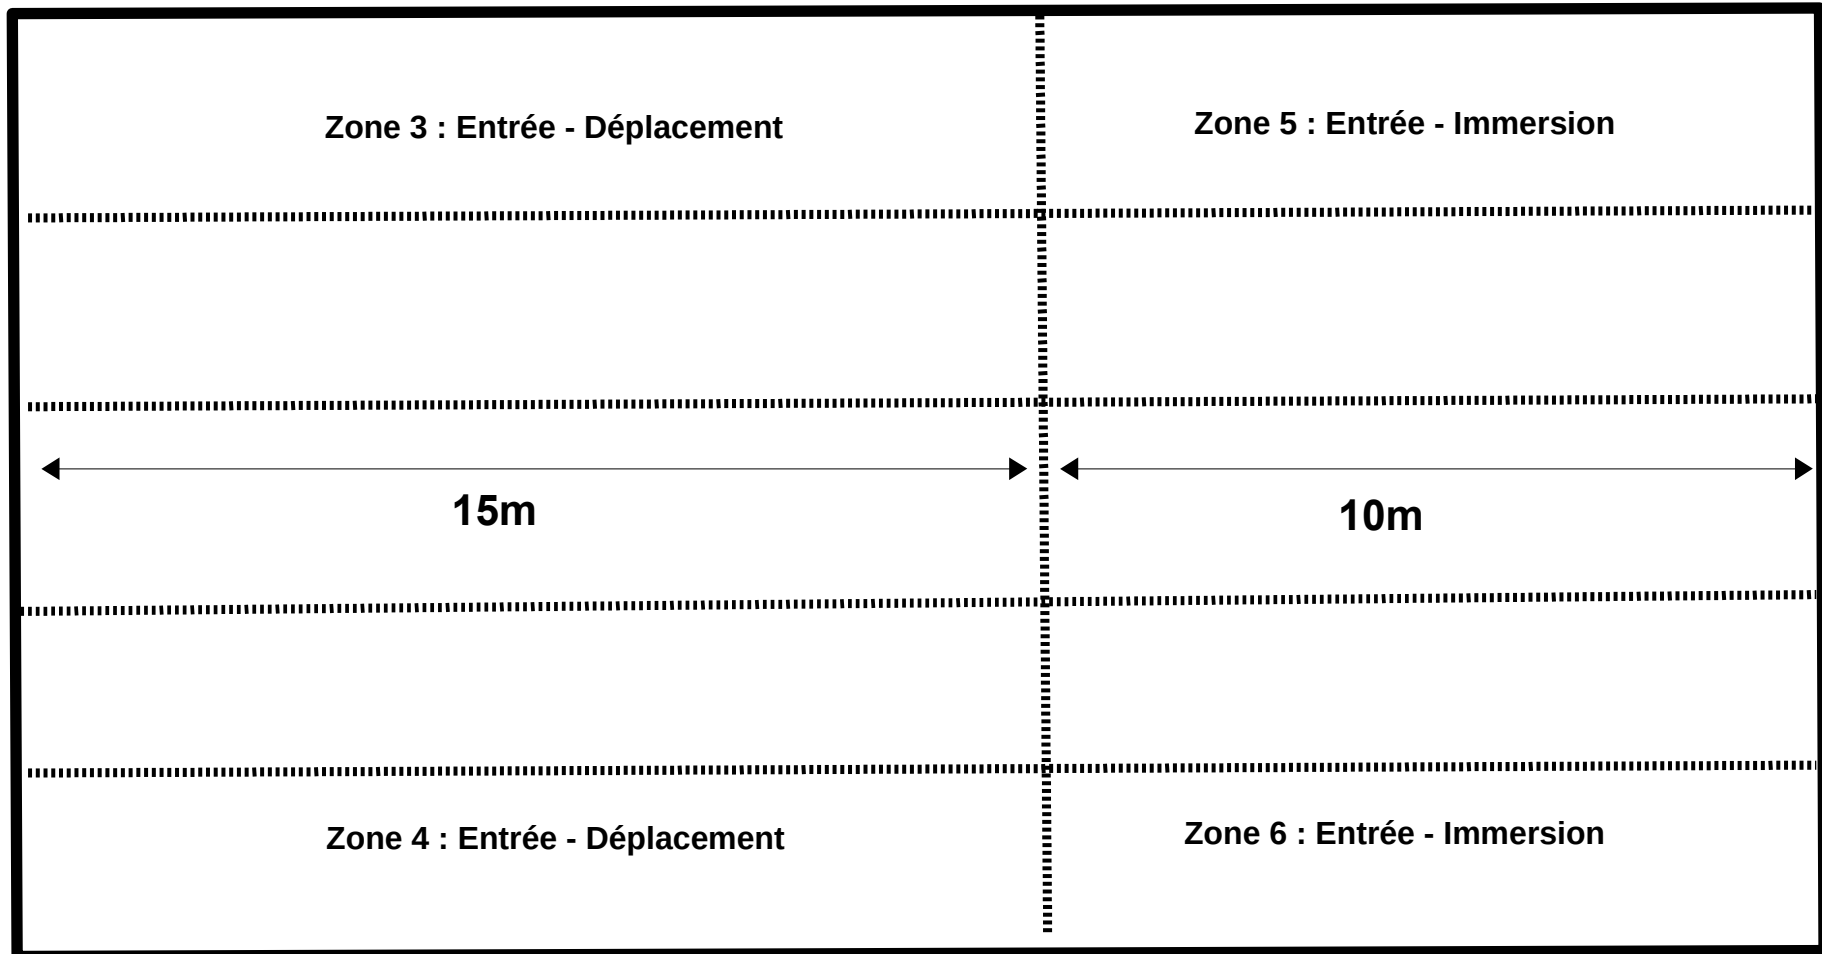 Zone 3 : Entrée - Déplacement
Zone 5 : Entrée - Immersion
15m
10m
Zone 4 : Entrée - Déplacement
Zone 6 : Entrée - Immersion